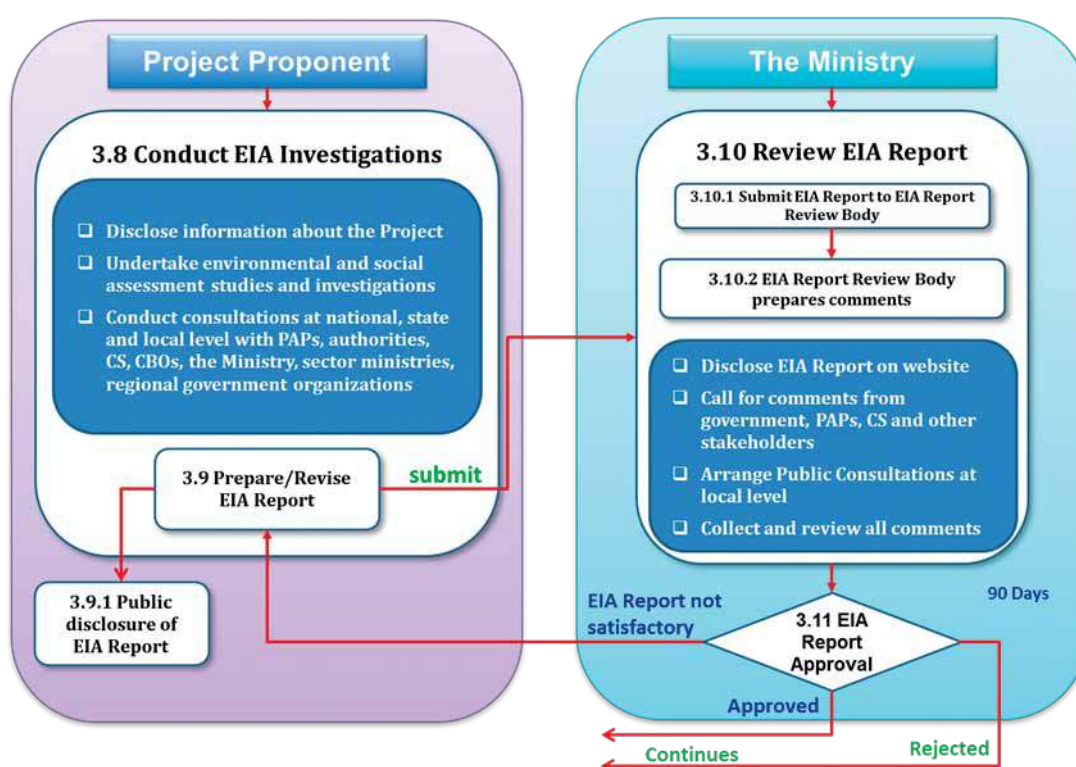 Project Proponent
3.8 Conduct EIA Investigations
❑ Disclose information about the Project
❑ Undertake environmental and social
assessment studies and investigations
❑ Conduct consultations at national, state
and local level with PAPs, authorities,
CS, CBOs, the Ministry, sector ministries,
regional government organizations
3.9 Prepare/Revise
EIA Report
submit
3.9.1 Public
disclosure of
EIA Report
The Ministry
3.10 Review EIA Report
3.10.1 Submit EIA Report to EIA Report
Review Body
3.10.2 EIA Report Review Body
prepares comments
❑ Disclose EIA Report on website
❑ Call for comments from
government, PAPs, CS and other
stakeholders
❑ Arrange Public Consultations at
local level
❑ Collect and review all comments
90 Days
EIA Report not
satisfactory
3.11 EIA
Report
Approval
Approved
Continues
Rejected